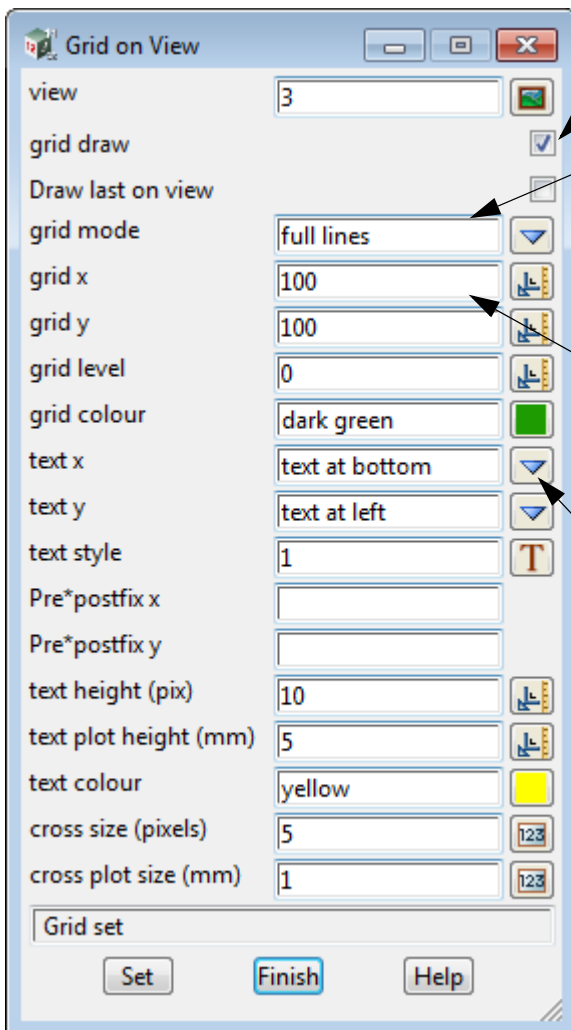 Grid on View
view 3
grid draw
Draw last on view
grid mode full lines
grid x 100
grid y 100
grid level 0
grid colour dark green
text x text at bottom
text y text at left
text style 1 T
Pre*postfix x
Pre*postfix y
text height (pix) 10
text plot height (mm) 5
text colour yellow
cross size (pixels) 5 123
cross plot size (mm) 1 123
Grid set
Set Finish Help